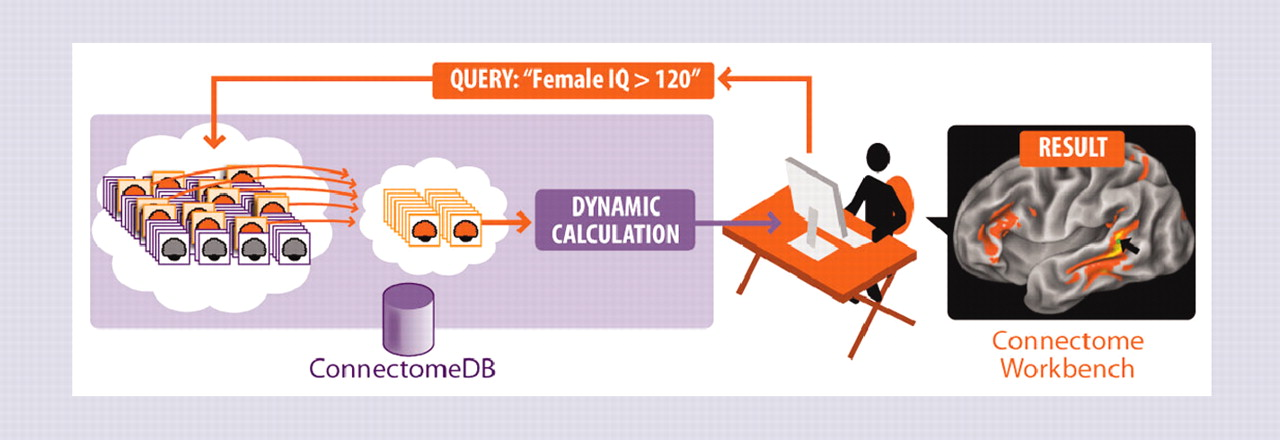 QUERY: “Female IQ > 120”
RESULT
DYNAMIC
CALCULATION
ConnectomeDB
Connectome
Workbench